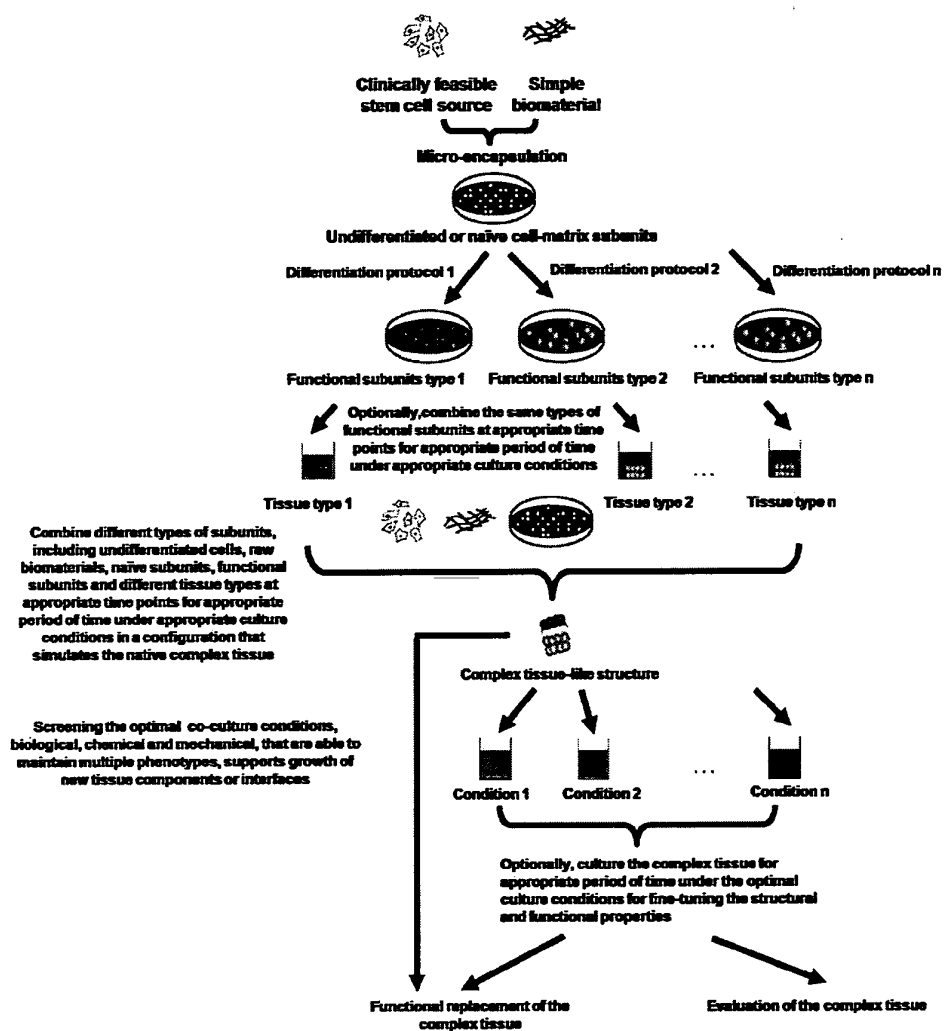 Clinically feasible
stem cell source
Simple
biomaterial
Micro-encapsulation
Undifferentiated or naïve cell-matrix subunits
Differentiation protocol 1
Differentiation protocol 2
Differentiation protocol n
...
Functional subunits type 1
Functional subunits type 2
Functional subunits type n
Optionally,combine the same types of
functional subunits at appropriate time
points for appropriate period of time
under appropriate culture conditions
...
Tissue type 1
Tissue type 2
Tissue type n
Combine different types of subunits,
including undifferentiated cells, raw
biomaterials, naïve subunits, functional
subunits and different tissue types at
appropriate time points for appropriate
period of time under appropriate culture
conditions in a configuration that
simulates the native complex tissue
Complex tissue-like structure
Screening the optimal co-culture conditions,
biological, chemical and mechanical, that are able to
maintain multiple phenotypes, supports growth of
new tissue components or interfaces
...
Condition 1
Condition 2
Condition n
Optionally, culture the complex tissue for
appropriate period of time under the optimal
culture conditions for fine-tuning the structural
and functional properties
Functional replacement of the
complex tissue
Evaluation of the complex tissue